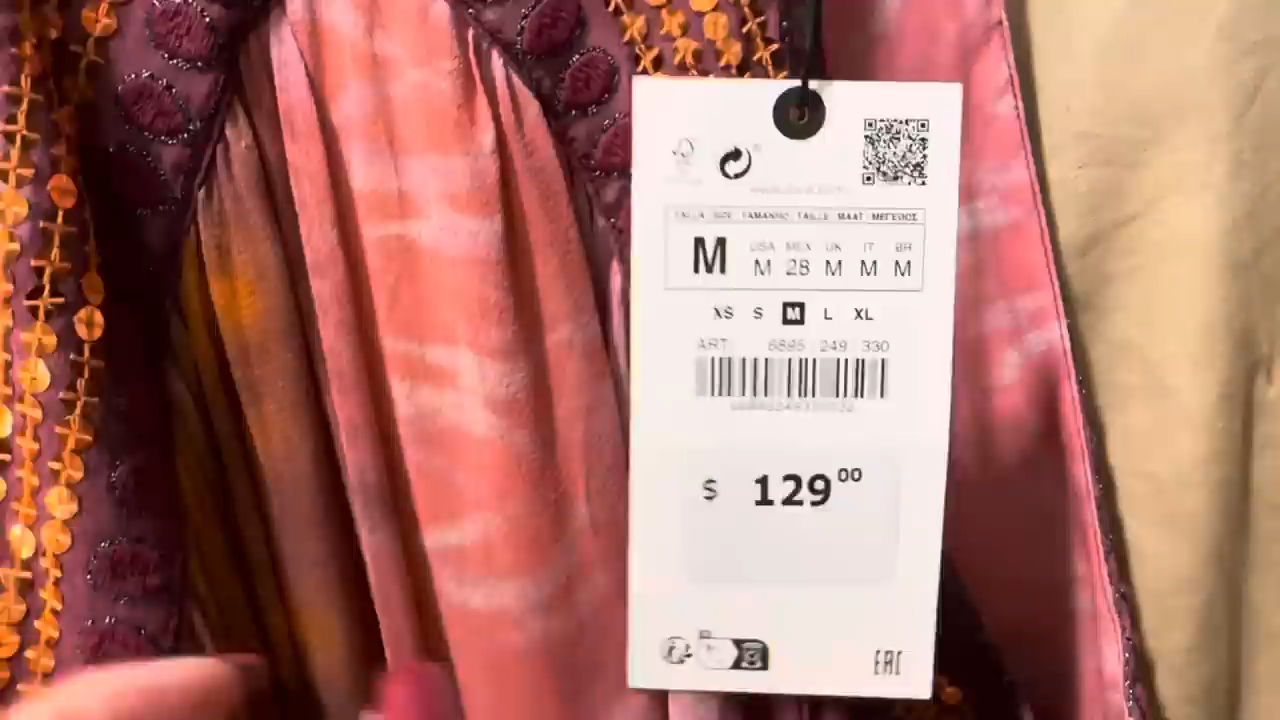 TALLA SIZE TAMANHO TAILLE MAAT ΜΕΓΕΘΟΣ
M
USA MEX UK IT BR
M 28 M M M
XS S M L XL
ART. 6895 249 330
$ 129 00
EAC